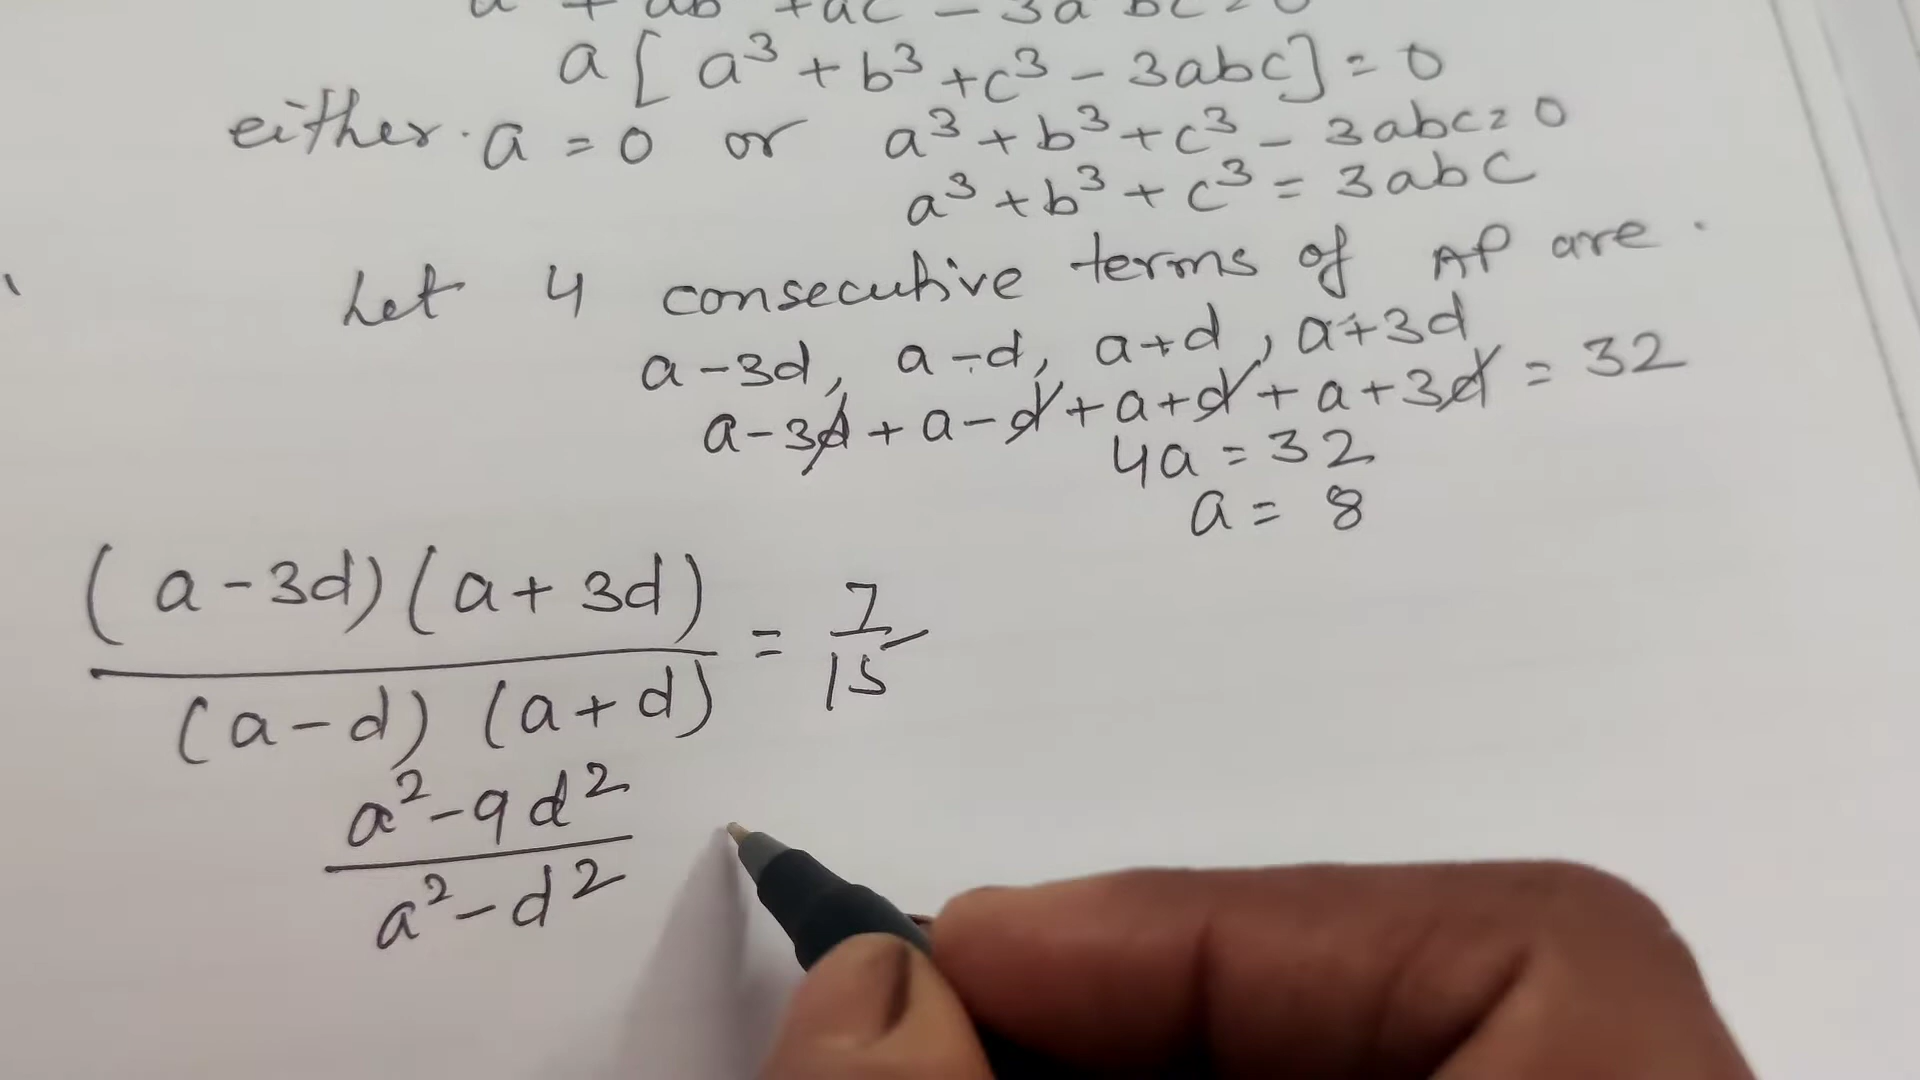 a[a³+b³+c³-3abc]=0
either. a = 0 or a³+b³+c³-3abc=0
a³+b³+c³=3abc
Let 4 consecutive terms of AP are.
a-3d, a-d, a+d, a+3d
a-3d+a-d+a+d+a+3d=32
4a=32
a=8
(a-3d)(a+3d)/(a-d)(a+d)=7/15
a²-9d²/a²-d²